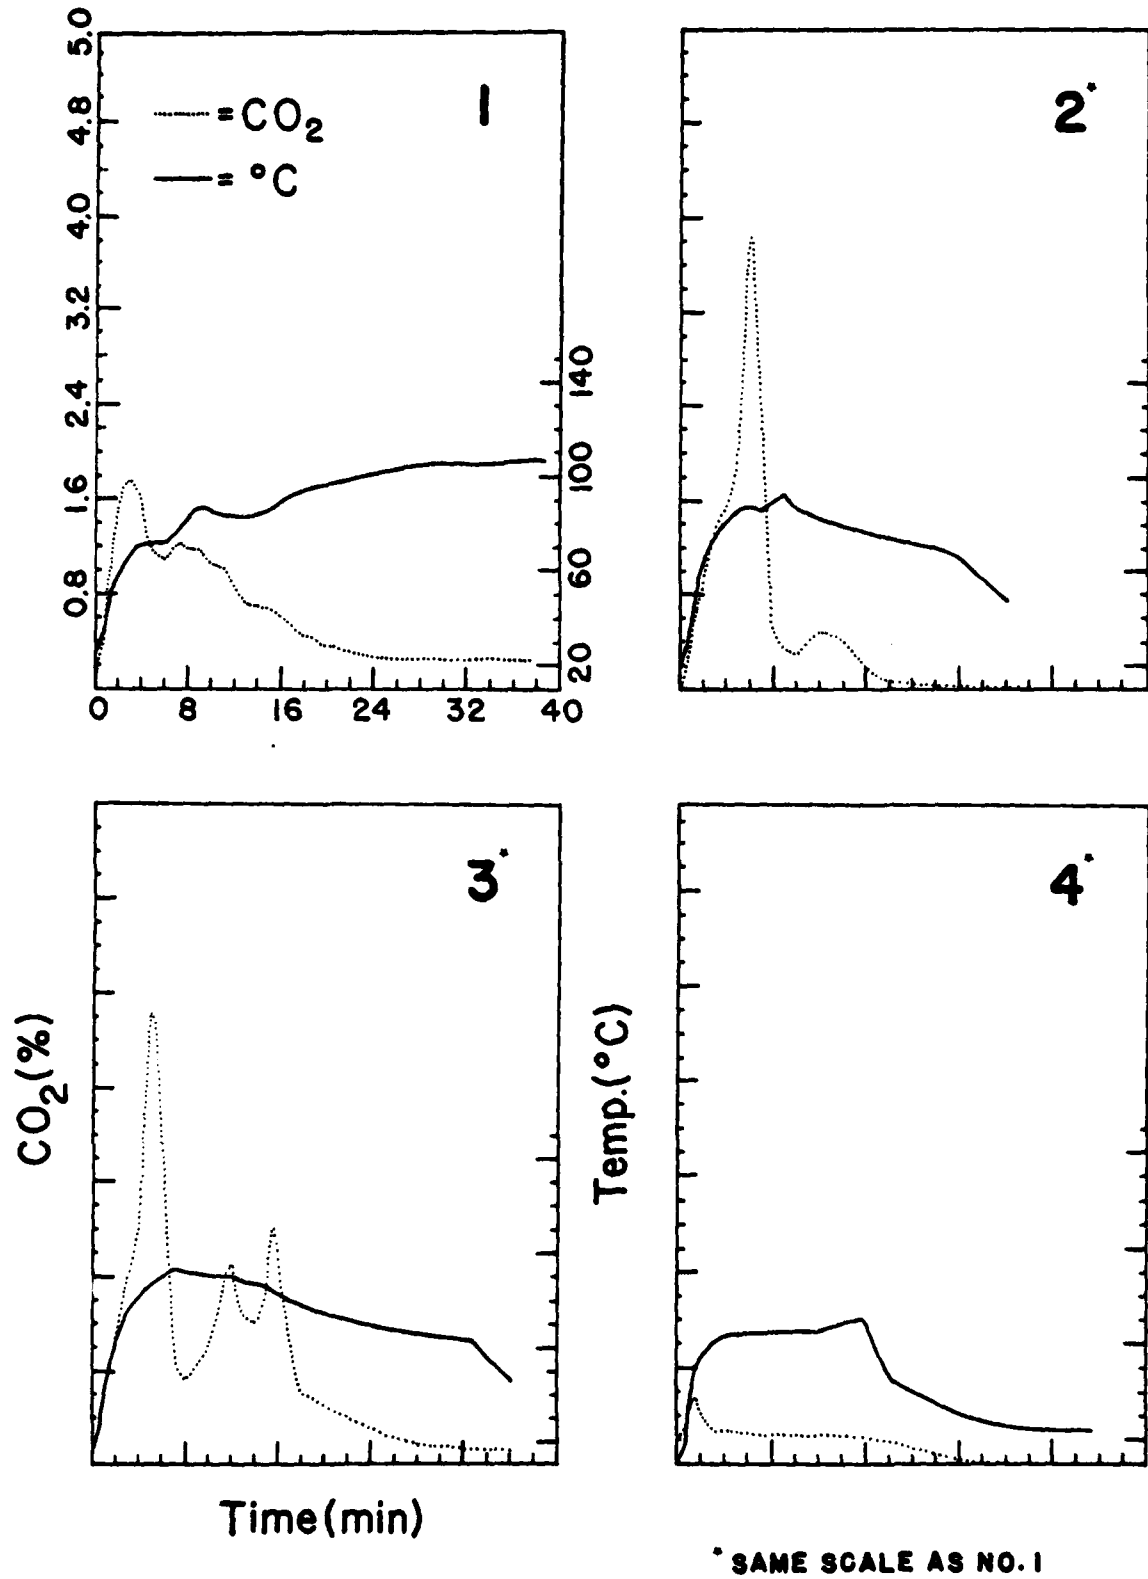 5.0
4.8
4.0
3.2
2.4
1.6
0.8
1
= CO₂
= °C
140
100
60
20
0 8 16 24 32 40
2*
3*
4*
CO₂(%)
Temp.(°C)
Time(min)
* SAME SCALE AS NO. 1